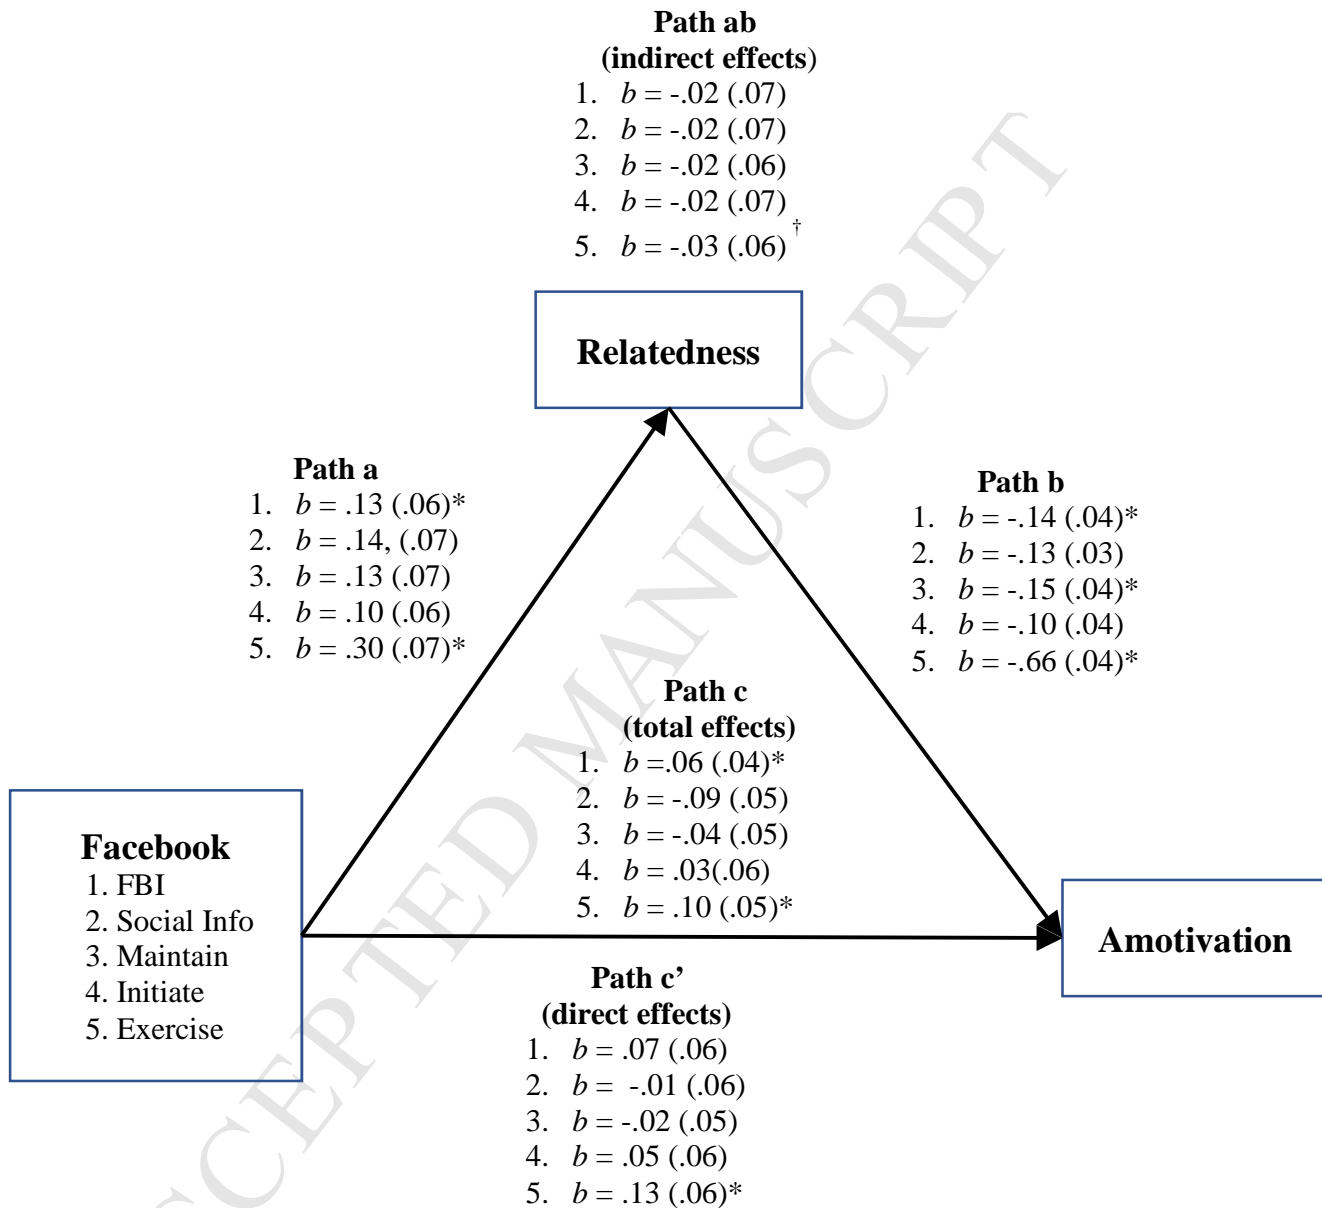 Path ab
(indirect effects)
1. b = -.02 (.07)
2. b = -.02 (.07)
3. b = -.02 (.06)
4. b = -.02 (.07)
5. b = -.03 (.06) †
Relatedness
Path a
1. b = .13 (.06)*
2. b = .14, (.07)
3. b = .13 (.07)
4. b = .10 (.06)
5. b = .30 (.07)*
Path b
1. b = -.14 (.04)*
2. b = -.13 (.03)
3. b = -.15 (.04)*
4. b = -.10 (.04)
5. b = -.66 (.04)*
Path c
(total effects)
1. b =.06 (.04)*
2. b = -.09 (.05)
3. b = -.04 (.05)
4. b = .03(.06)
5. b = .10 (.05)*
Facebook
1. FBI
2. Social Info
3. Maintain
4. Initiate
5. Exercise
Amotivation
Path c’
(direct effects)
1. b = .07 (.06)
2. b = -.01 (.06)
3. b = -.02 (.05)
4. b = .05 (.06)
5. b = .13 (.06)*
SCEPTED MANUSCRIPT